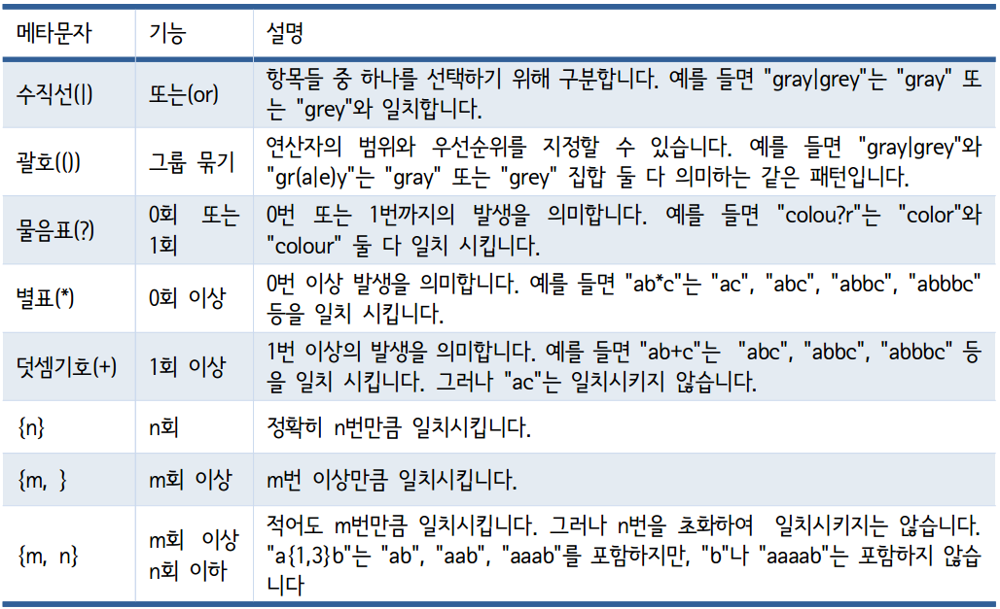 메타문자 기능 설명
수직선(|) 또는(or) 항목들 중 하나를 선택하기 위해 구분합니다. 예를 들면 "gray|grey"는 "gray" 또
는 "grey"와 일치합니다.
괄호(()) 그룹 묶기 연산자의 범위와 우선순위를 지정할 수 있습니다. 예를 들면 "gray|grey"와
"gr(a|e)y"는 "gray" 또는 "grey" 집합 둘 다 의미하는 같은 패턴입니다.
물음표(?) 0회 또는
1회
0번 또는 1번까지의 발생을 의미합니다. 예를 들면 "colou?r"는 "color"와
"colour" 둘 다 일치 시킵니다.
별표(*) 0회 이상 0번 이상 발생을 의미합니다. 예를 들면 "ab*c"는 "ac", "abc", "abbc", "abbbc"
등을 일치 시킵니다.
덧셈기호(+) 1회 이상 1번 이상의 발생을 의미합니다. 예를 들면 "ab+c"는 "abc", "abbc", "abbbc" 등
을 일치 시킵니다. 그러나 "ac"는 일치시키지 않습니다.
{n} n회 정확히 n번만큼 일치시킵니다.
{m, } m회 이상 m번 이상만큼 일치시킵니다.
{m, n} m회 이상
n회 이하
적어도 m번만큼 일치시킵니다. 그러나 n번을 초화하여 일치시키지는 않습니다.
"a{1,3}b"는 "ab", "aab", "aaab"를 포함하지만, "b"나 "aaaab"는 포함하지 않습
니다